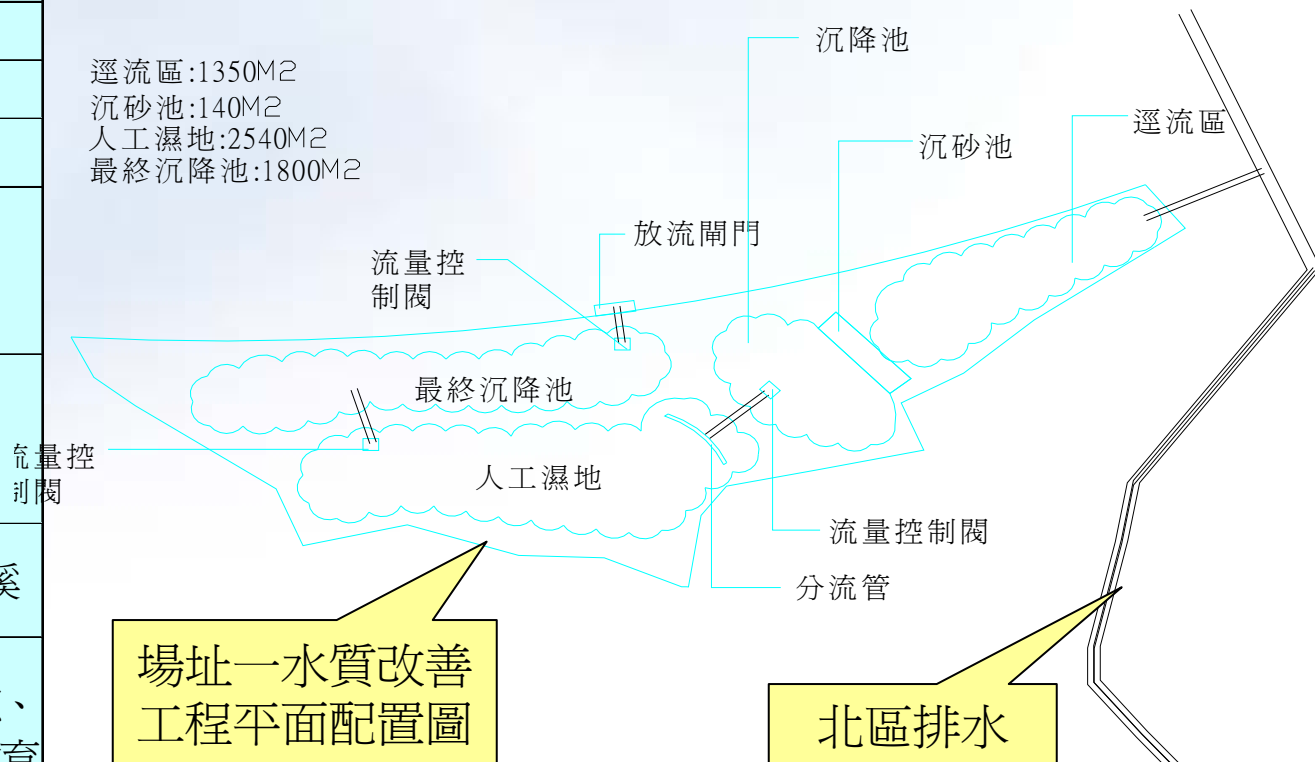 逕流區:1350M2
沉砂池:140M2
人工濕地:2540M2
最終沉降池:1800M2
沉降池
沉砂池
逕流區
放流閘門
流量控
制閥
最終沉降池
流量控
制閥
人工濕地
流量控制閥
分流管
溪
、
育
場址一水質改善
工程平面配置圖
北區排水